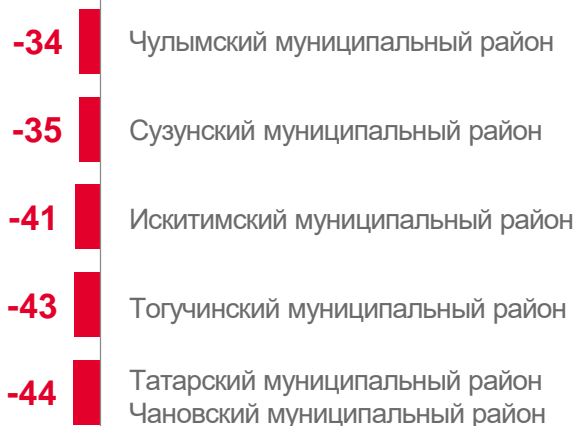 -34 Чулымский муниципальный район
-35 Сузунский муниципальный район
-41 Искитимский муниципальный район
-43 Тогучинский муниципальный район
-44 Татарский муниципальный район
Чановский муниципальный район